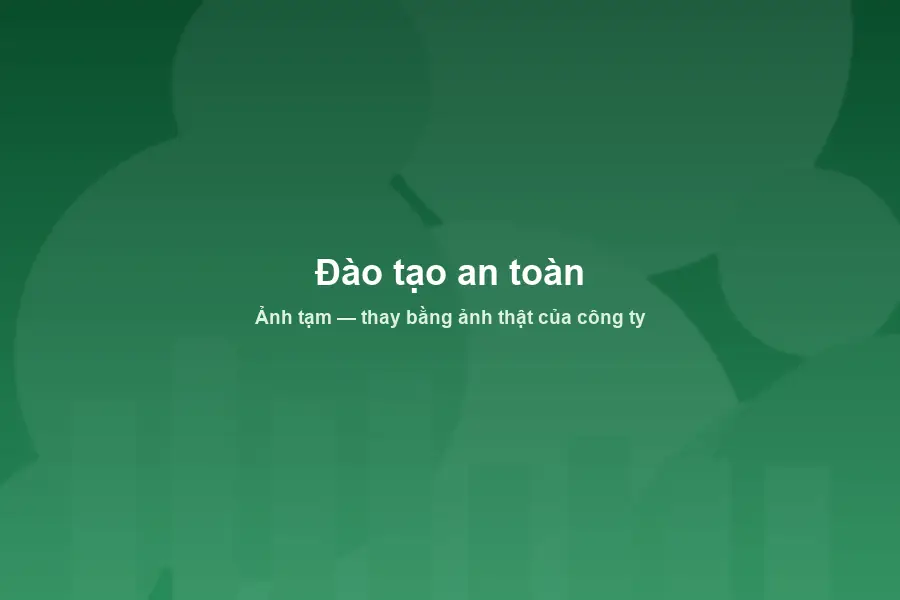 Đào tạo an toàn
Ảnh tạm — thay bằng ảnh thật của công ty